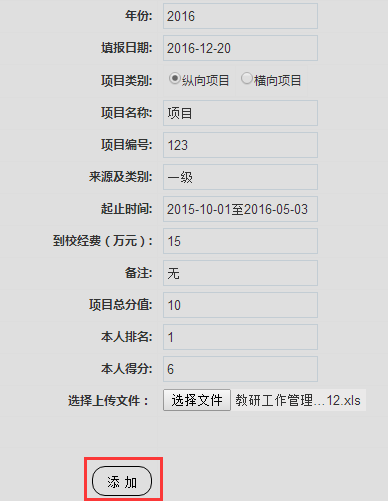 年份: 2016
填报日期: 2016-12-20
项目类别: 纵向项目 横向项目
项目名称: 项目
项目编号: 123
来源及类别: 一级
起止时间: 2015-10-01至2016-05-03
到校经费（万元）: 15
备注: 无
项目总分值: 10
本人排名: 1
本人得分: 6
选择上传文件： 选择文件 教研工作管理...12.xls
添 加